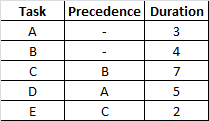 Task Precedence Duration
A - 3
B - 4
C B 7
D A 5
E C 2